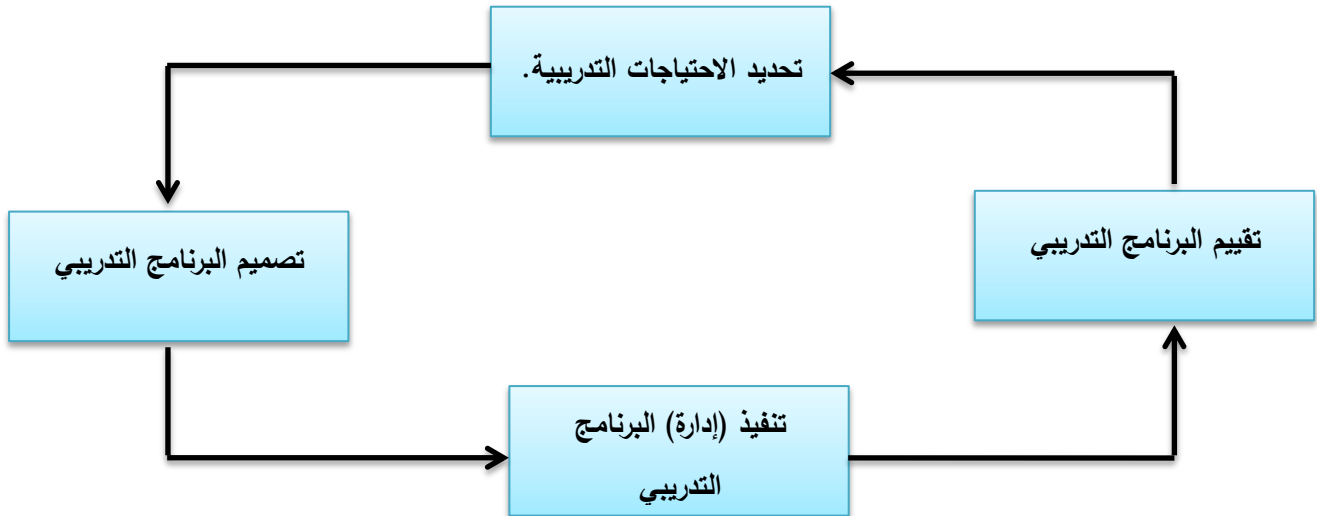 تحديد الاحتياجات التدريبية.
تقييم البرنامج التدريبي
تصميم البرنامج التدريبي
تنفيذ (إدارة) البرنامج
التدريبي